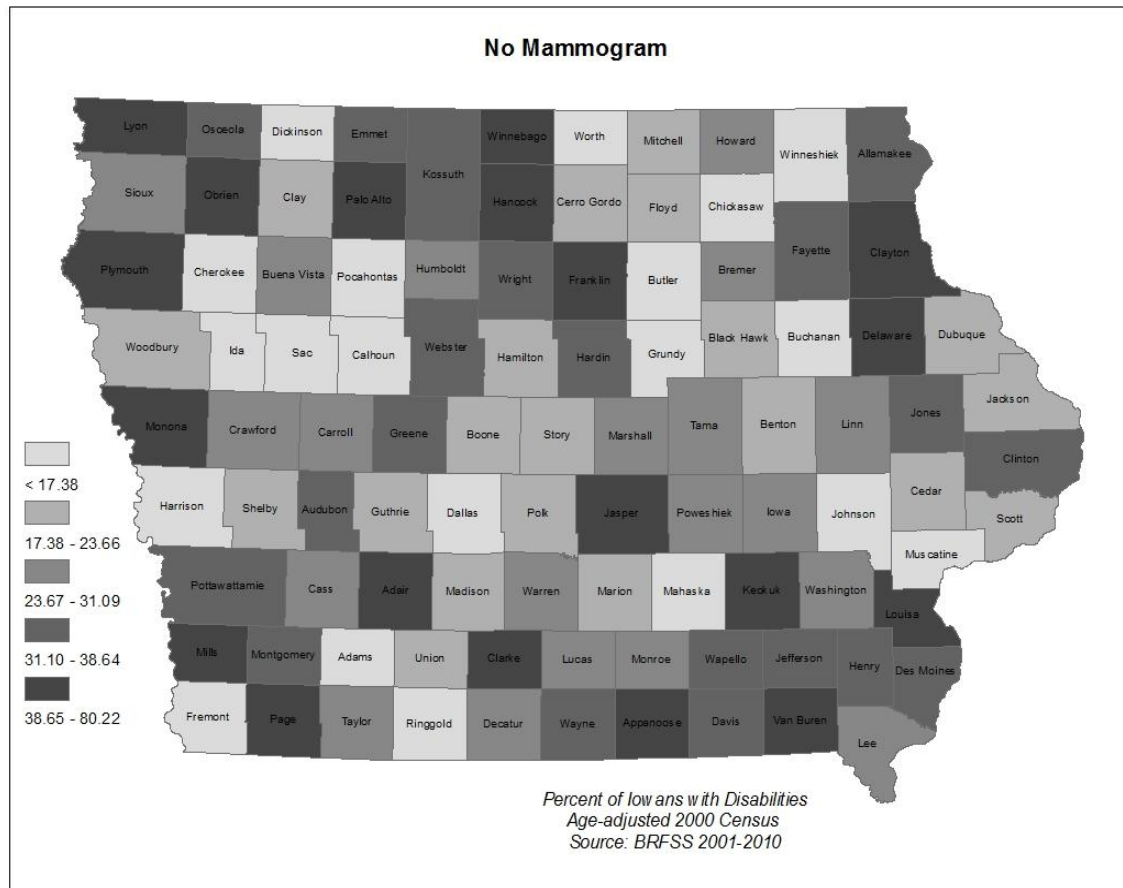 No Mammogram
Lyon Osceola Dickinson Emmet Winnebago Worth Mitchell Howard Winneshiek Allamakee
Kossuth
Sioux Obrien Clay Palo Alto Hancock Cerro Gordo Floyd Chickasaw
Plymouth Cherokee Buena Vista Pocahontas Humboldt Wright Franklin Butler Bremer Fayette Clayton
Woodbury Ida Sac Calhoun Webster Hamilton Hardin Grundy Black Hawk Buchanan Delaware Dubuque
Monona Crawford Carroll Greene Boone Story Marshall Tama Benton Linn Jones Jackson
Clinton
Harrison Shelby Audubon Guthrie Dallas Polk Jasper Poweshiek Iowa Johnson Cedar Scott
Muscatine
Pottawattamie Cass Adair Madison Warren Marion Mahaska Keokuk Washington Louisa
Mills Montgomery Adams Union Clarke Lucas Monroe Wapello Jefferson Henry Des Moines
Fremont Page Taylor Ringgold Decatur Wayne Appanoose Davis Van Buren Lee
< 17.38
17.38 - 23.66
23.67 - 31.09
31.10 - 38.64
38.65 - 80.22
Percent of Iowans with Disabilities
Age-adjusted 2000 Census
Source: BRFSS 2001-2010